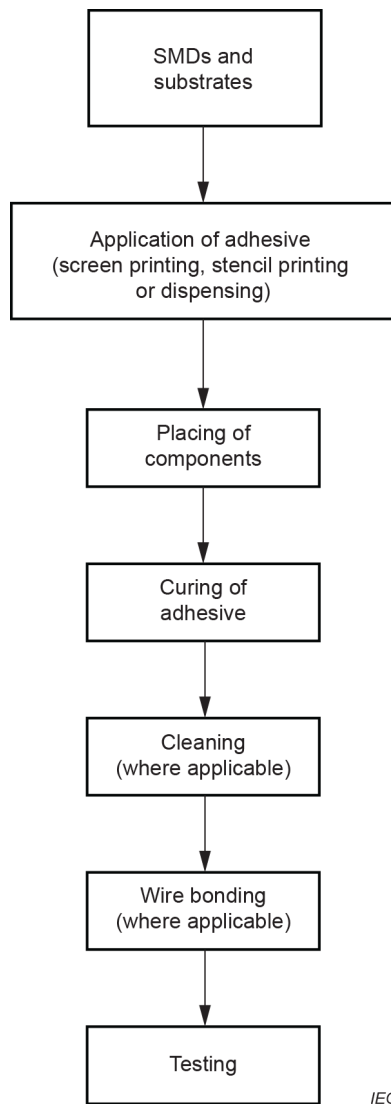 SMDs and
substrates
Application of adhesive
(screen printing, stencil printing
or dispensing)
Placing of
components
Curing of
adhesive
Cleaning
(where applicable)
Wire bonding
(where applicable)
Testing
IEC